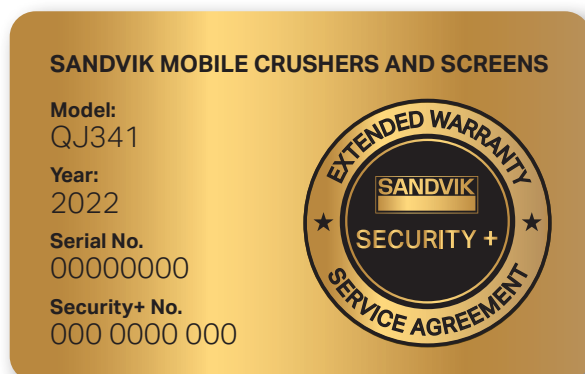 SANDVIK MOBILE CRUSHERS AND SCREENS
Model:
QJ341
Year:
2022
Serial No.
00000000
Security+ No.
000 0000 000
EXTENDED WARRANTY
SANDVIK
SECURITY +
SERVICE AGREEMENT